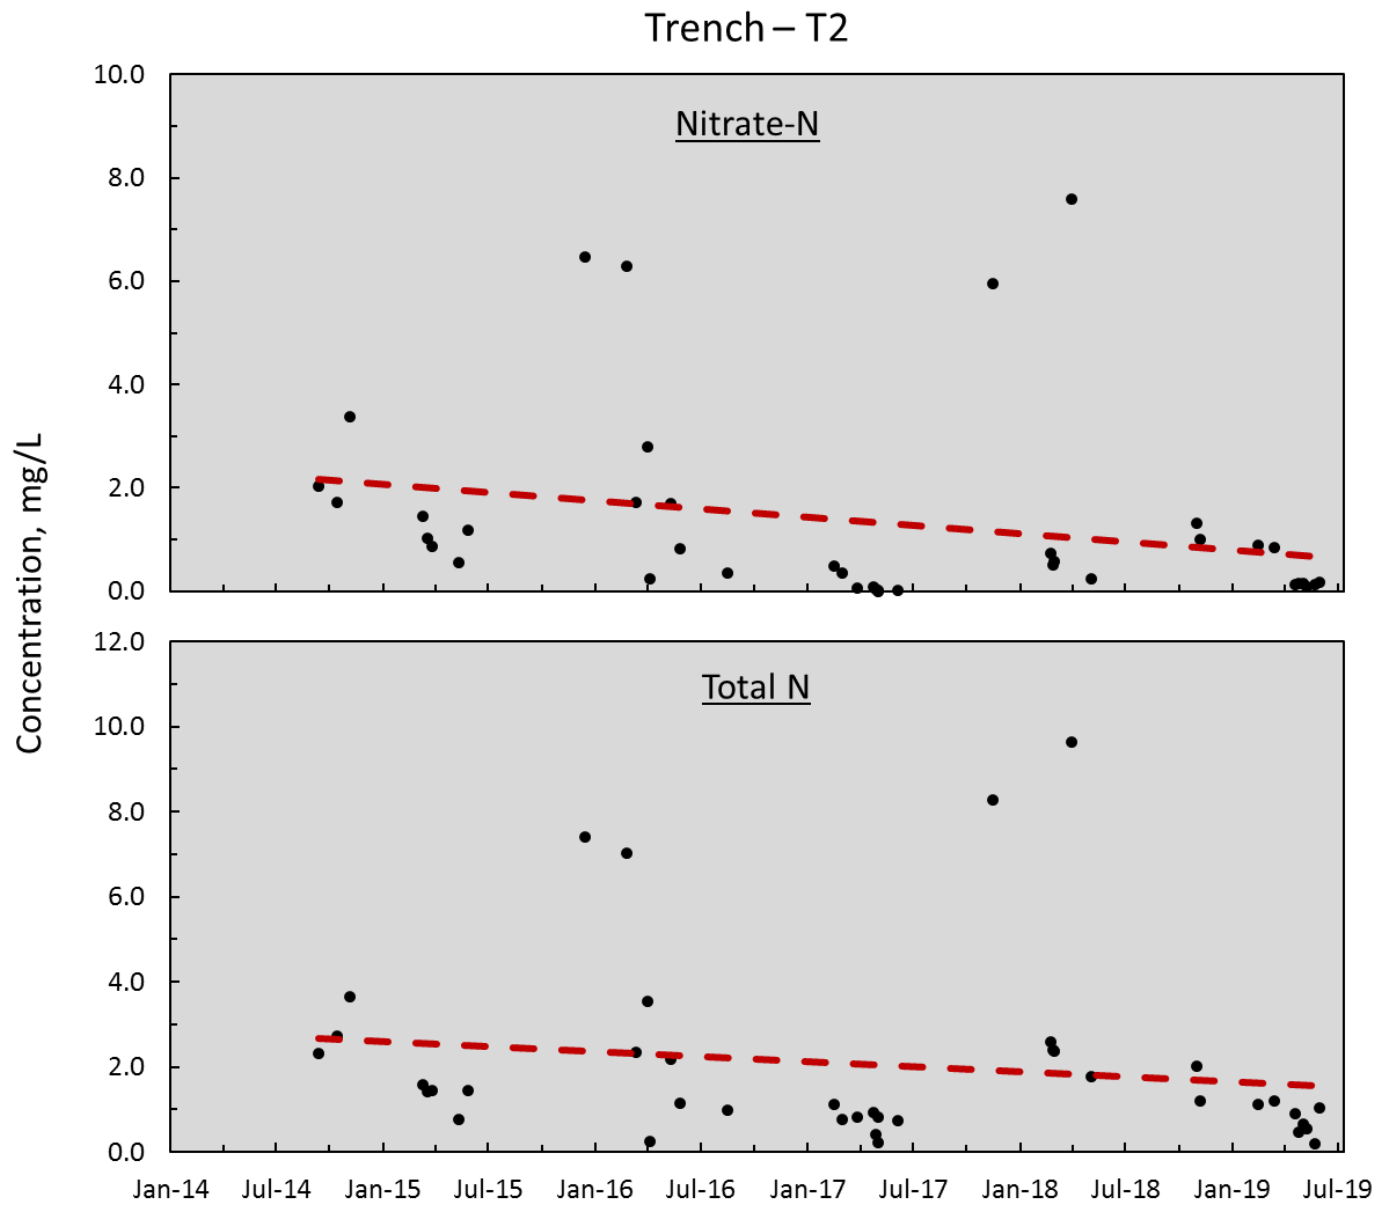 Trench – T2
Concentration, mg/L
Nitrate-N
10.0
8.0
6.0
4.0
2.0
0.0
Total N
12.0
10.0
8.0
6.0
4.0
2.0
0.0
Jan-14 Jul-14 Jan-15 Jul-15 Jan-16 Jul-16 Jan-17 Jul-17 Jan-18 Jul-18 Jan-19 Jul-19